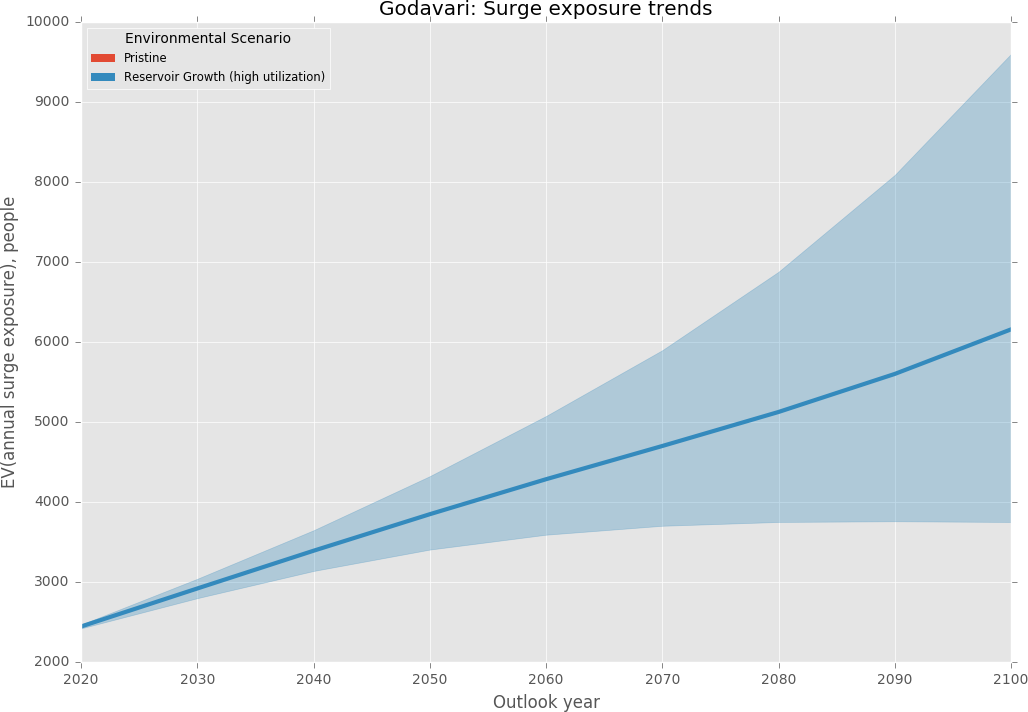 Godavari: Surge exposure trends
Environmental Scenario
Pristine
Reservoir Growth (high utilization)
EV(annual surge exposure), people
10000
9000
8000
7000
6000
5000
4000
3000
2000
2020 2030 2040 2050 2060 2070 2080 2090 2100
Outlook year